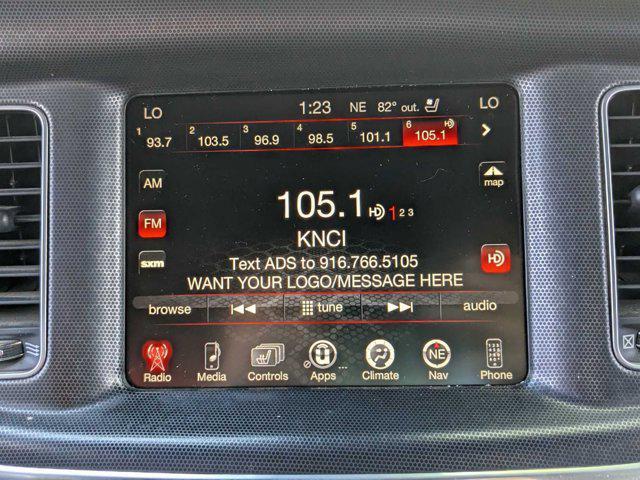 LO 1:23 NE 82° out. LO
1 93.7 2 103.5 3 96.9 4 98.5 5 101.1 6 105.1 HD
AM
map
105.1 HD 1 2 3
FM
KNCI
HD
sxm
Text ADS to 916.766.5105
WANT YOUR LOGO/MESSAGE HERE
browse tune audio
NE
Radio Media Controls Apps ... Climate Nav Phone